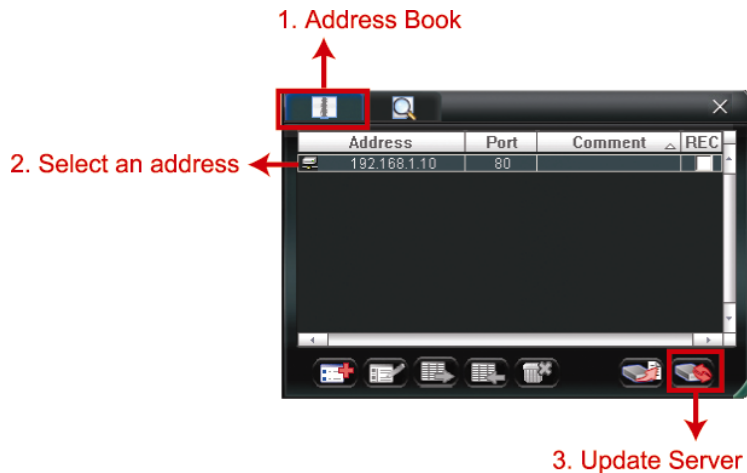 1. Address Book
Address Port Comment REC
2. Select an address
192.168.1.10 80
3. Update Server